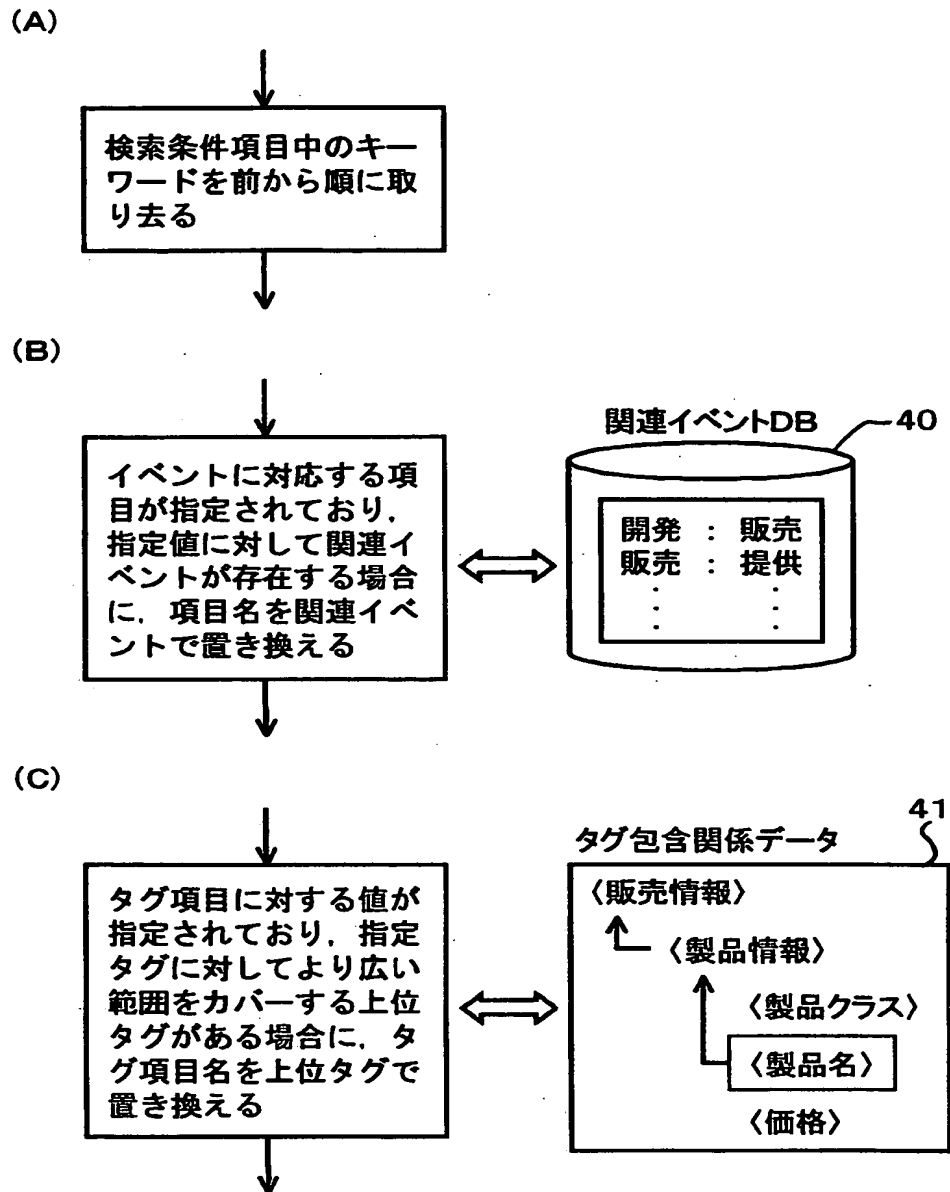 (A)
検索条件項目中のキー
ワードを前から順に取
り去る
(B)
イベントに対応する項
目が指定されており，
指定値に対して関連イ
ベントが存在する場合
に，項目名を関連イベ
ントで置き換える
関連イベントDB
40
開発 : 販売
販売 : 提供
(C)
タグ項目に対する値が
指定されており，指定
タグに対してより広い
範囲をカバーする上位
タグがある場合に，タ
グ項目名を上位タグで
置き換える
41
タグ包含関係データ
〈販売情報〉
〈製品情報〉
〈製品クラス〉
〈製品名〉
〈価格〉